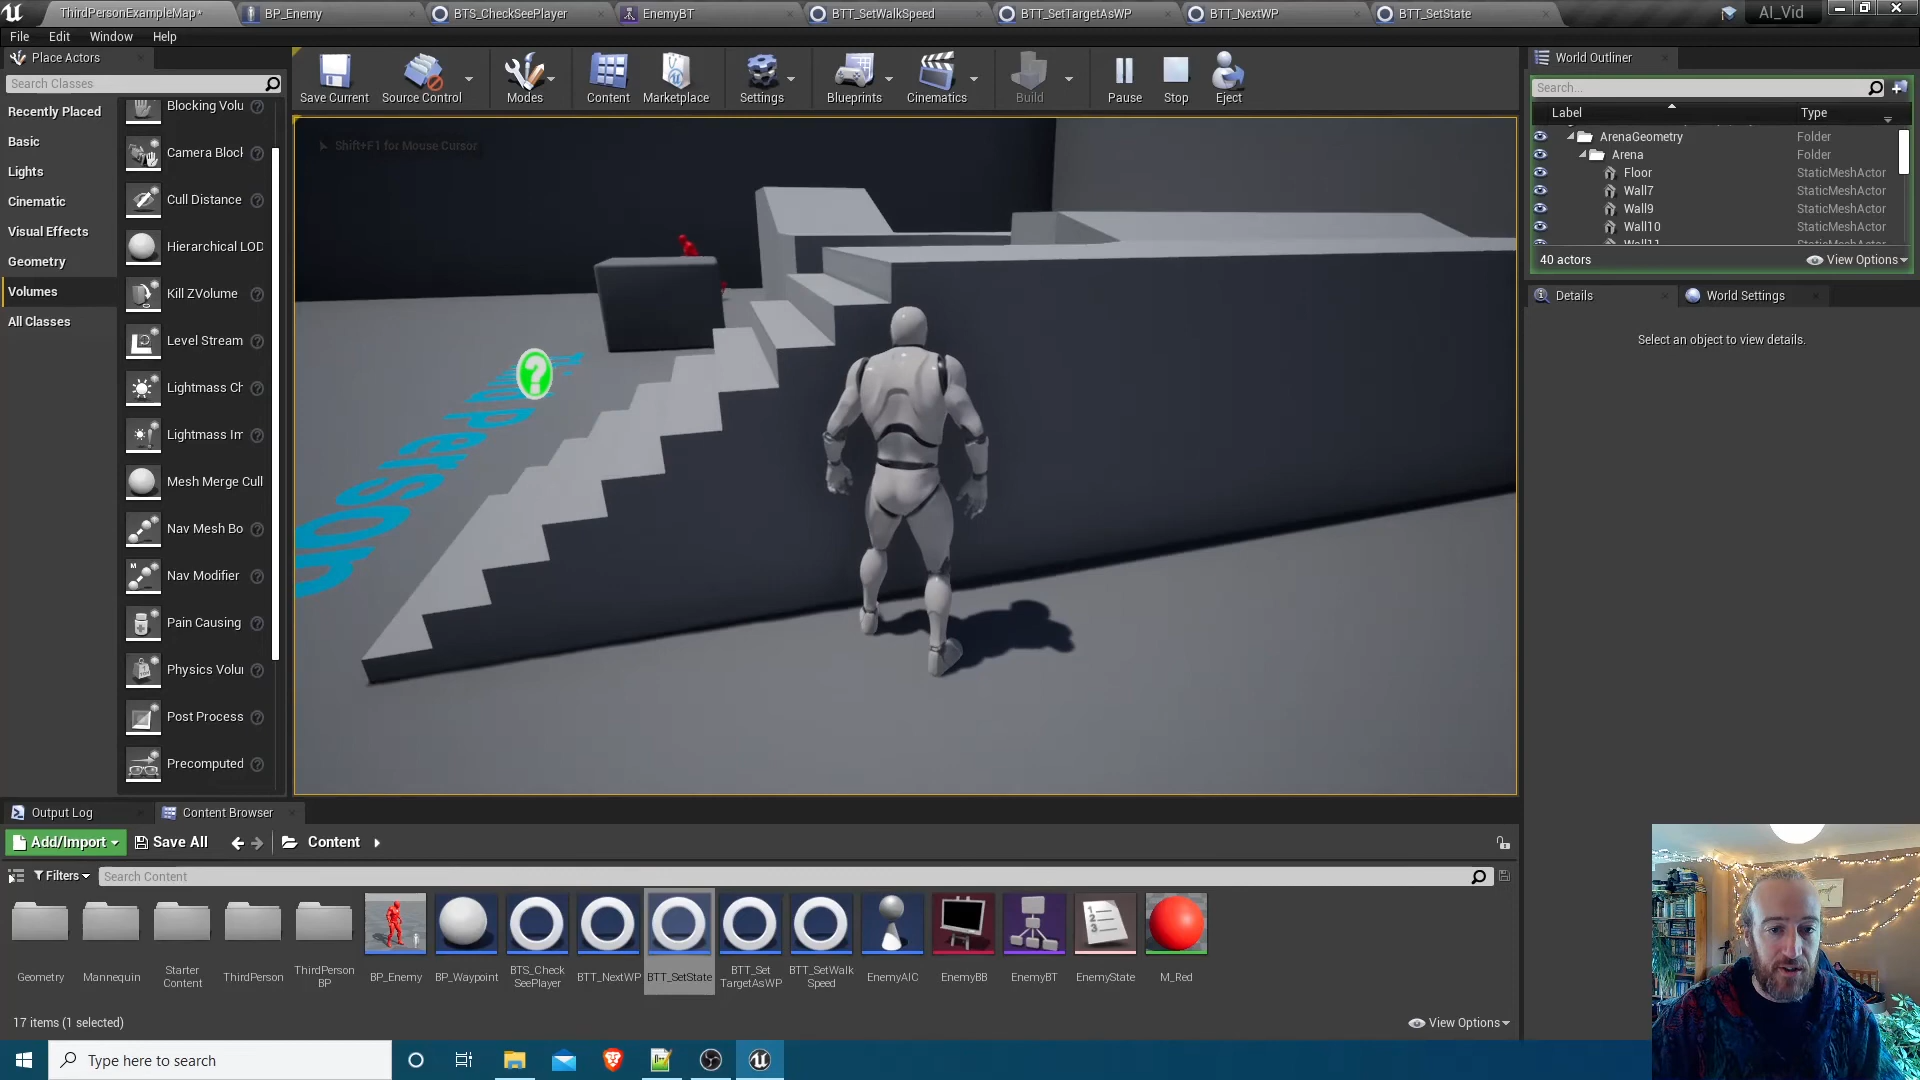 ThirdPersonExampleMap*
BP_Enemy
BTS_CheckSeePlayer
EnemyBT
BTT_SetWalkSpeed
BTT_SetTargetAsWP
BTT_NextWP
BTT_SetState
AI_Vid
File
Edit
Window
Help
Place Actors
Search Classes
Recently Placed
Basic
Lights
Cinematic
Visual Effects
Geometry
Volumes
All Classes
Blocking Volu
Camera Block
Cull Distance
Hierarchical LOD
Kill ZVolume
Level Stream
Lightmass Ch
Lightmass Im
Mesh Merge Cull
Nav Mesh Bo
Nav Modifier
Pain Causing
Physics Volu
Post Process
Precomputed
Save Current
Source Control
Modes
Content
Marketplace
Settings
Blueprints
Cinematics
Build
Pause
Stop
Eject
Shift+F1 for Mouse Cursor
World Outliner
Search...
Label
Type
ArenaGeometry
Folder
Arena
Folder
Floor
StaticMeshActor
Wall7
StaticMeshActor
Wall9
StaticMeshActor
Wall10
StaticMeshActor
40 actors
View Options
Details
World Settings
Select an object to view details.
Output Log
Content Browser
Add/Import
Save All
Content
Filters
Search Content
Geometry
Mannequin
Starter
Content
ThirdPerson
ThirdPerson
BP
BP_Enemy
BP_Waypoint
BTS_Check
SeePlayer
BTT_NextWP
BTT_SetState
BTT_Set
TargetAsWP
BTT_SetWalk
Speed
EnemyAIC
EnemyBB
EnemyBT
EnemyState
M_Red
17 items (1 selected)
View Options
Type here to search